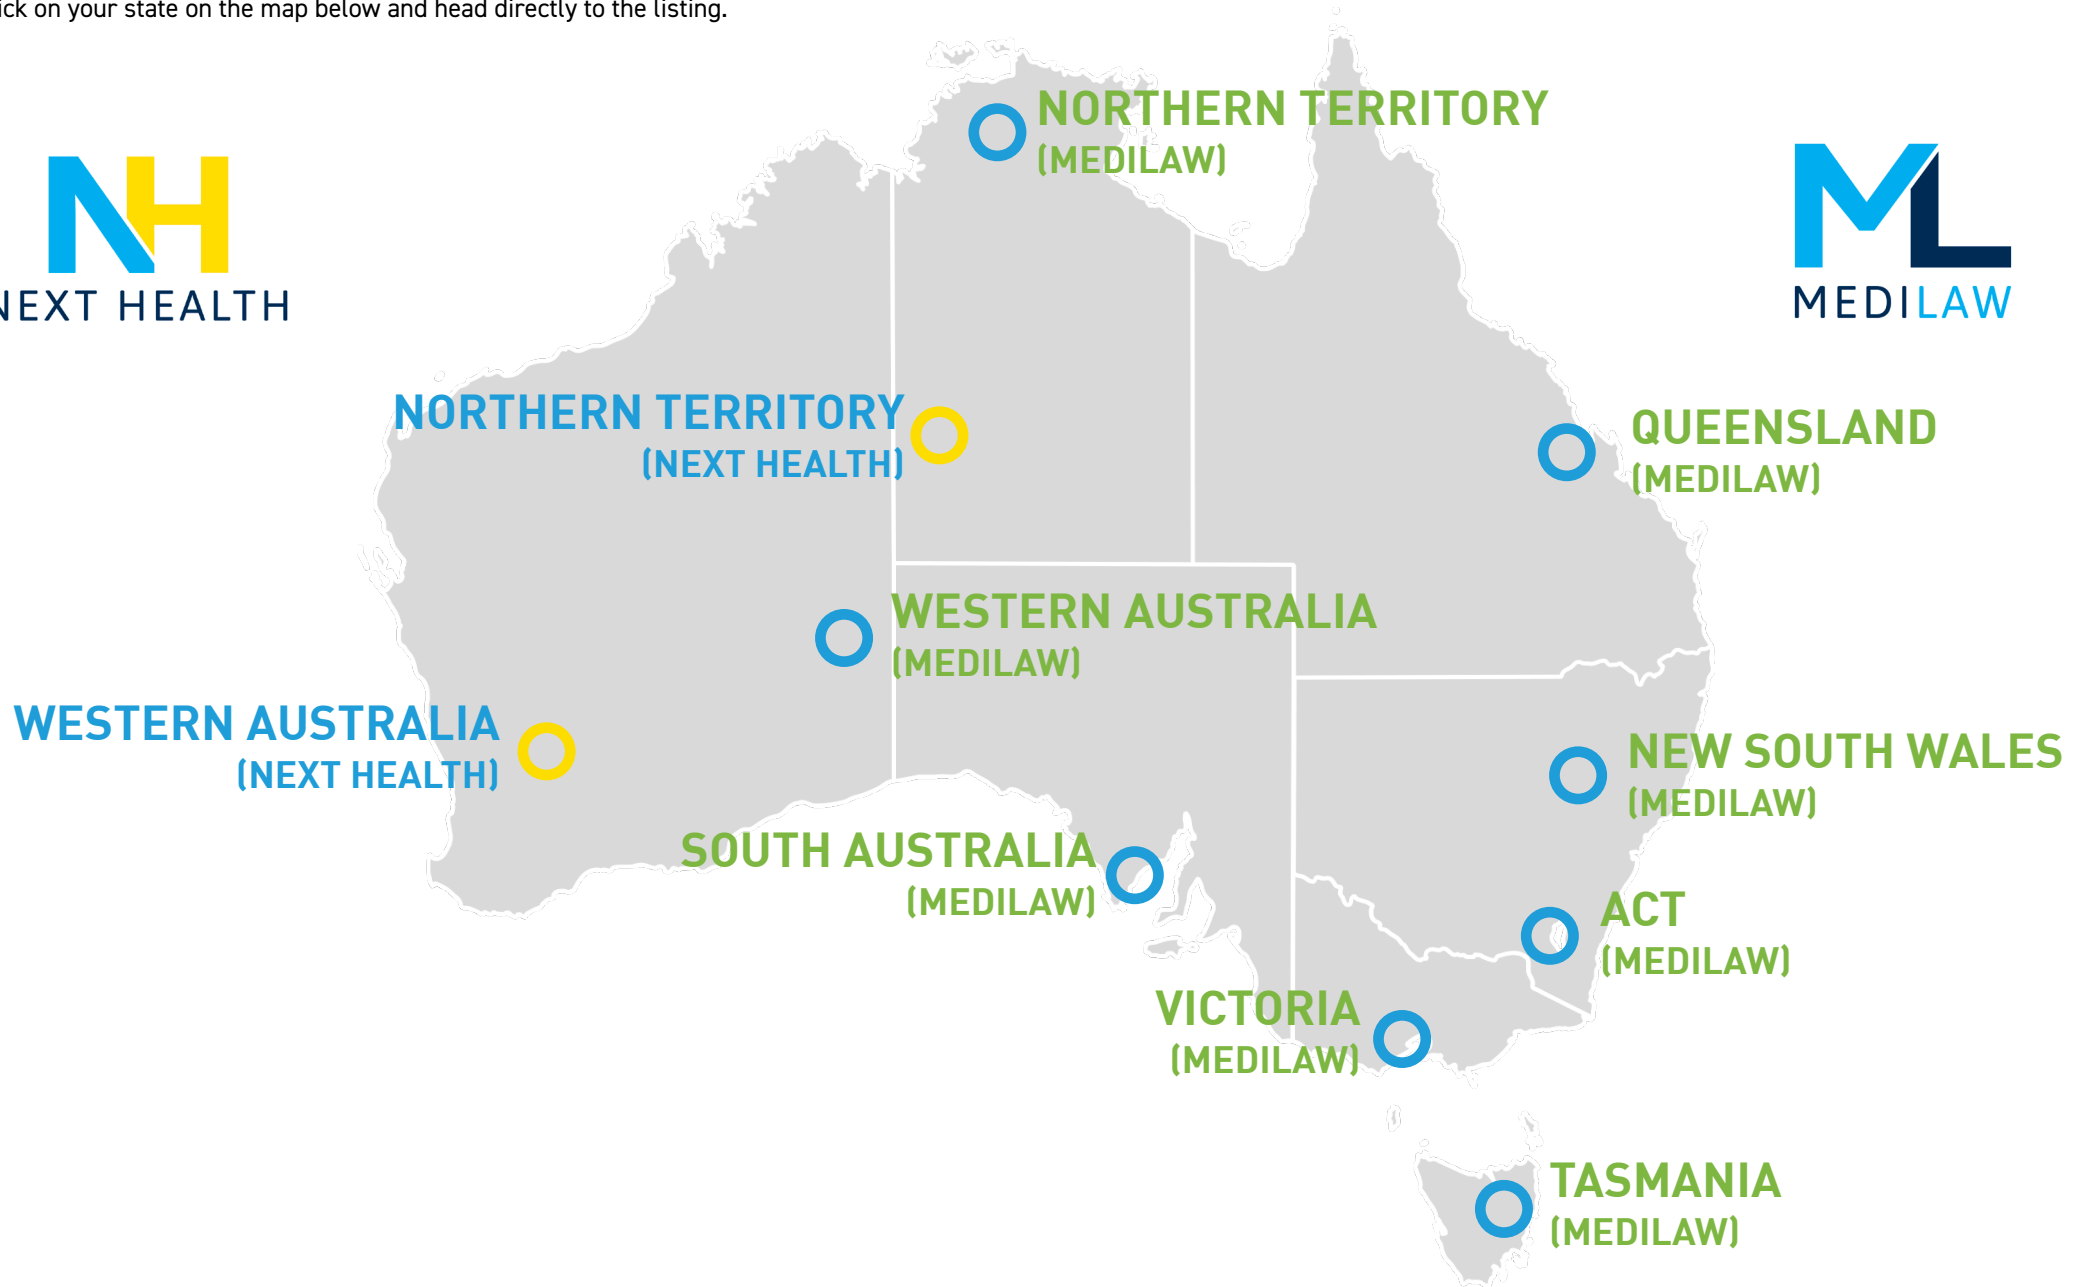 ick on your state on the map below and head directly to the listing.
NORTHERN TERRITORY
(MEDILAW)
NH
NEXT HEALTH
ML
MEDILAW
NORTHERN TERRITORY
(NEXT HEALTH)
QUEENSLAND
(MEDILAW)
WESTERN AUSTRALIA
(MEDILAW)
WESTERN AUSTRALIA
(NEXT HEALTH)
NEW SOUTH WALES
(MEDILAW)
SOUTH AUSTRALIA
(MEDILAW)
ACT
(MEDILAW)
VICTORIA
(MEDILAW)
TASMANIA
(MEDILAW)